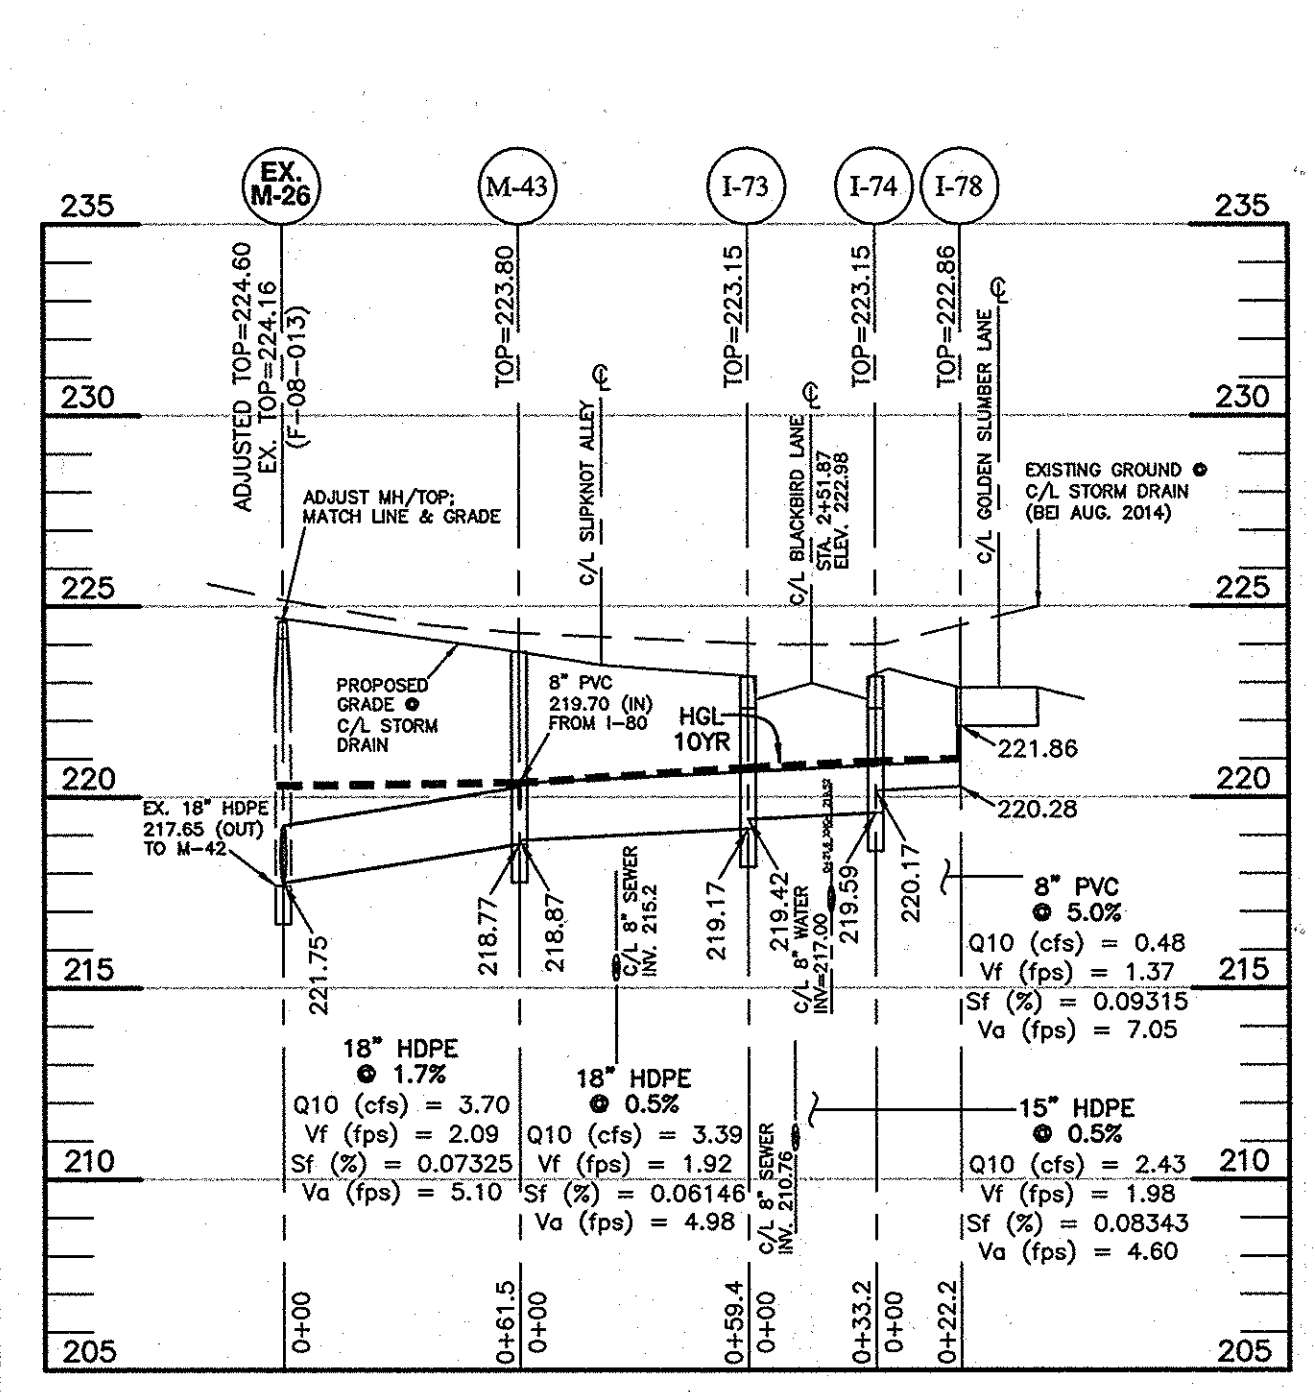 EX.
M-26
M-43
I-73
I-74
I-78
235
235
ADJUSTED TOP=224.60
EX. TOP=224.16
(F-08-013)
TOP=223.80
TOP=223.15
TOP=223.15
TOP=222.86
230
230
C/L SLIPKNOT ALLEY
C/L BLACKBIRD LANE
STA. 2+51.87
ELEV. 222.98
C/L GOLDEN SLUMBER LANE
EXISTING GROUND @
C/L STORM DRAIN
(BEI AUG. 2014)
ADJUST MH/TOP;
MATCH LINE & GRADE
225
225
PROPOSED
GRADE @
C/L STORM
DRAIN
8" PVC
219.70 (IN)
FROM I-80
HGL
10YR
221.86
220
220
EX. 18" HDPE
217.65 (OUT)
TO M-42
220.28
221.75
218.77
218.87
C/L 8" SEWER
INV. 215.2
219.17
219.42
C/L 8" WATER
INV=217.00
219.59
220.17
8" PVC
@ 5.0%
Q10 (cfs) = 0.48
Vf (fps) = 1.37
Sf (%) = 0.09315
Va (fps) = 7.05
215
215
18" HDPE
@ 1.7%
Q10 (cfs) = 3.70
Vf (fps) = 2.09
Sf (%) = 0.07325
Va (fps) = 5.10
18" HDPE
@ 0.5%
Q10 (cfs) = 3.39
Vf (fps) = 1.92
Sf (%) = 0.06146
Va (fps) = 4.98
C/L 8" SEWER
INV. 210.76
15" HDPE
@ 0.5%
Q10 (cfs) = 2.43
Vf (fps) = 1.98
Sf (%) = 0.08343
Va (fps) = 4.60
210
210
0+00
0+61.5
0+00
0+59.4
0+00
0+33.2
0+00
0+22.2
205
205